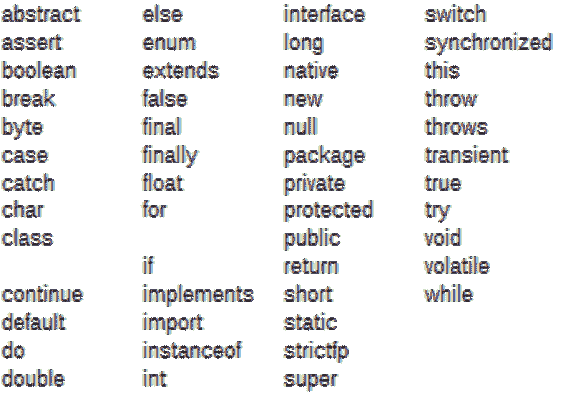 abstract else interface switch
assert enum long synchronized
boolean extends native this
break false new throw
byte final null throws
case finally package transient
catch float private true
char for protected try
class public void
if return volatile
continue implements short while
default import static
do instanceof strictfp
double int super